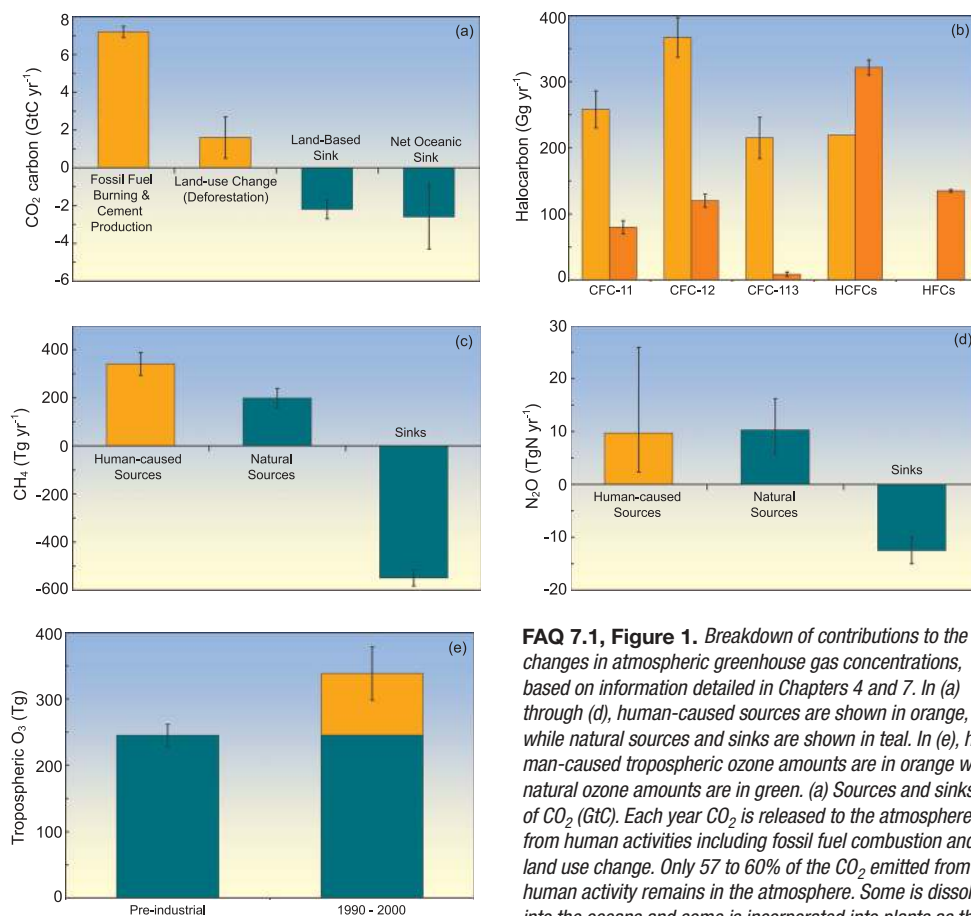 (a)
CO₂ carbon (GtC yr⁻¹)
8
6
4
2
0
-2
-4
-6
Fossil Fuel
Burning &
Cement
Production
Land-use Change
(Deforestation)
Land-Based
Sink
Net Oceanic
Sink
(b)
Halocarbon (Gg yr⁻¹)
400
300
200
100
0
CFC-11
CFC-12
CFC-113
HCFCs
HFCs
(c)
CH₄ (Tg yr⁻¹)
400
200
0
-200
-400
-600
Human-caused
Sources
Natural
Sources
Sinks
(d)
N₂O (TgN yr⁻¹)
30
20
10
0
-10
-20
Human-caused
Sources
Natural
Sources
Sinks
(e)
Tropospheric O₃ (Tg)
400
300
200
100
0
Pre-industrial
1990 - 2000
FAQ 7.1, Figure 1. Breakdown of contributions to the
changes in atmospheric greenhouse gas concentrations,
based on information detailed in Chapters 4 and 7. In (a)
through (d), human-caused sources are shown in orange,
while natural sources and sinks are shown in teal. In (e), h
man-caused tropospheric ozone amounts are in orange w
natural ozone amounts are in green. (a) Sources and sinks
of CO₂ (GtC). Each year CO₂ is released to the atmosphere
from human activities including fossil fuel combustion and
land use change. Only 57 to 60% of the CO₂ emitted from
human activity remains in the atmosphere. Some is dissol
into the oceans and some is incorporated into plants as th